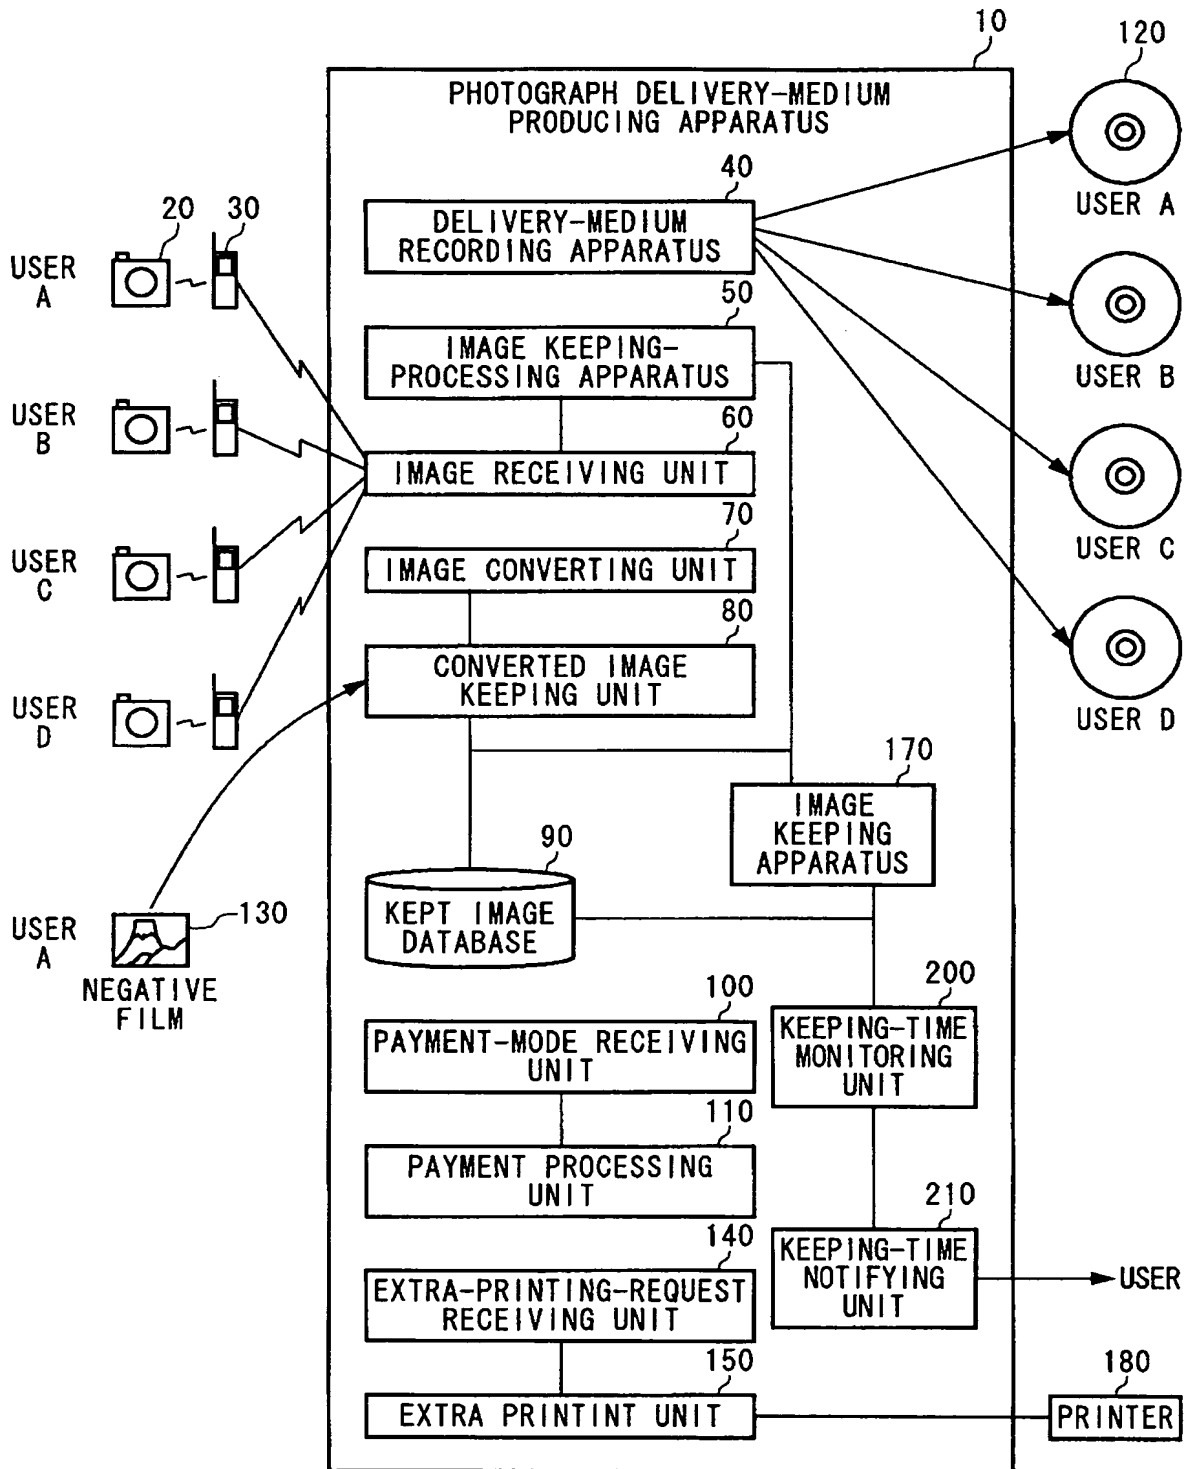 10
120
PHOTOGRAPH DELIVERY-MEDIUM
PRODUCING APPARATUS
40
DELIVERY-MEDIUM
RECORDING APPARATUS
USER A
20
30
USER
A
50
IMAGE KEEPING-
PROCESSING APPARATUS
USER B
USER
B
60
IMAGE RECEIVING UNIT
70
IMAGE CONVERTING UNIT
USER C
USER
C
80
CONVERTED IMAGE
KEEPING UNIT
USER
D
USER D
170
IMAGE
KEEPING
APPARATUS
90
KEPT IMAGE
DATABASE
USER
A
130
NEGATIVE
FILM
100
PAYMENT-MODE RECEIVING
UNIT
200
KEEPING-TIME
MONITORING
UNIT
110
PAYMENT PROCESSING
UNIT
210
KEEPING-TIME
NOTIFYING
UNIT
USER
140
EXTRA-PRINTING-REQUEST
RECEIVING UNIT
150
EXTRA PRINTINT UNIT
180
PRINTER